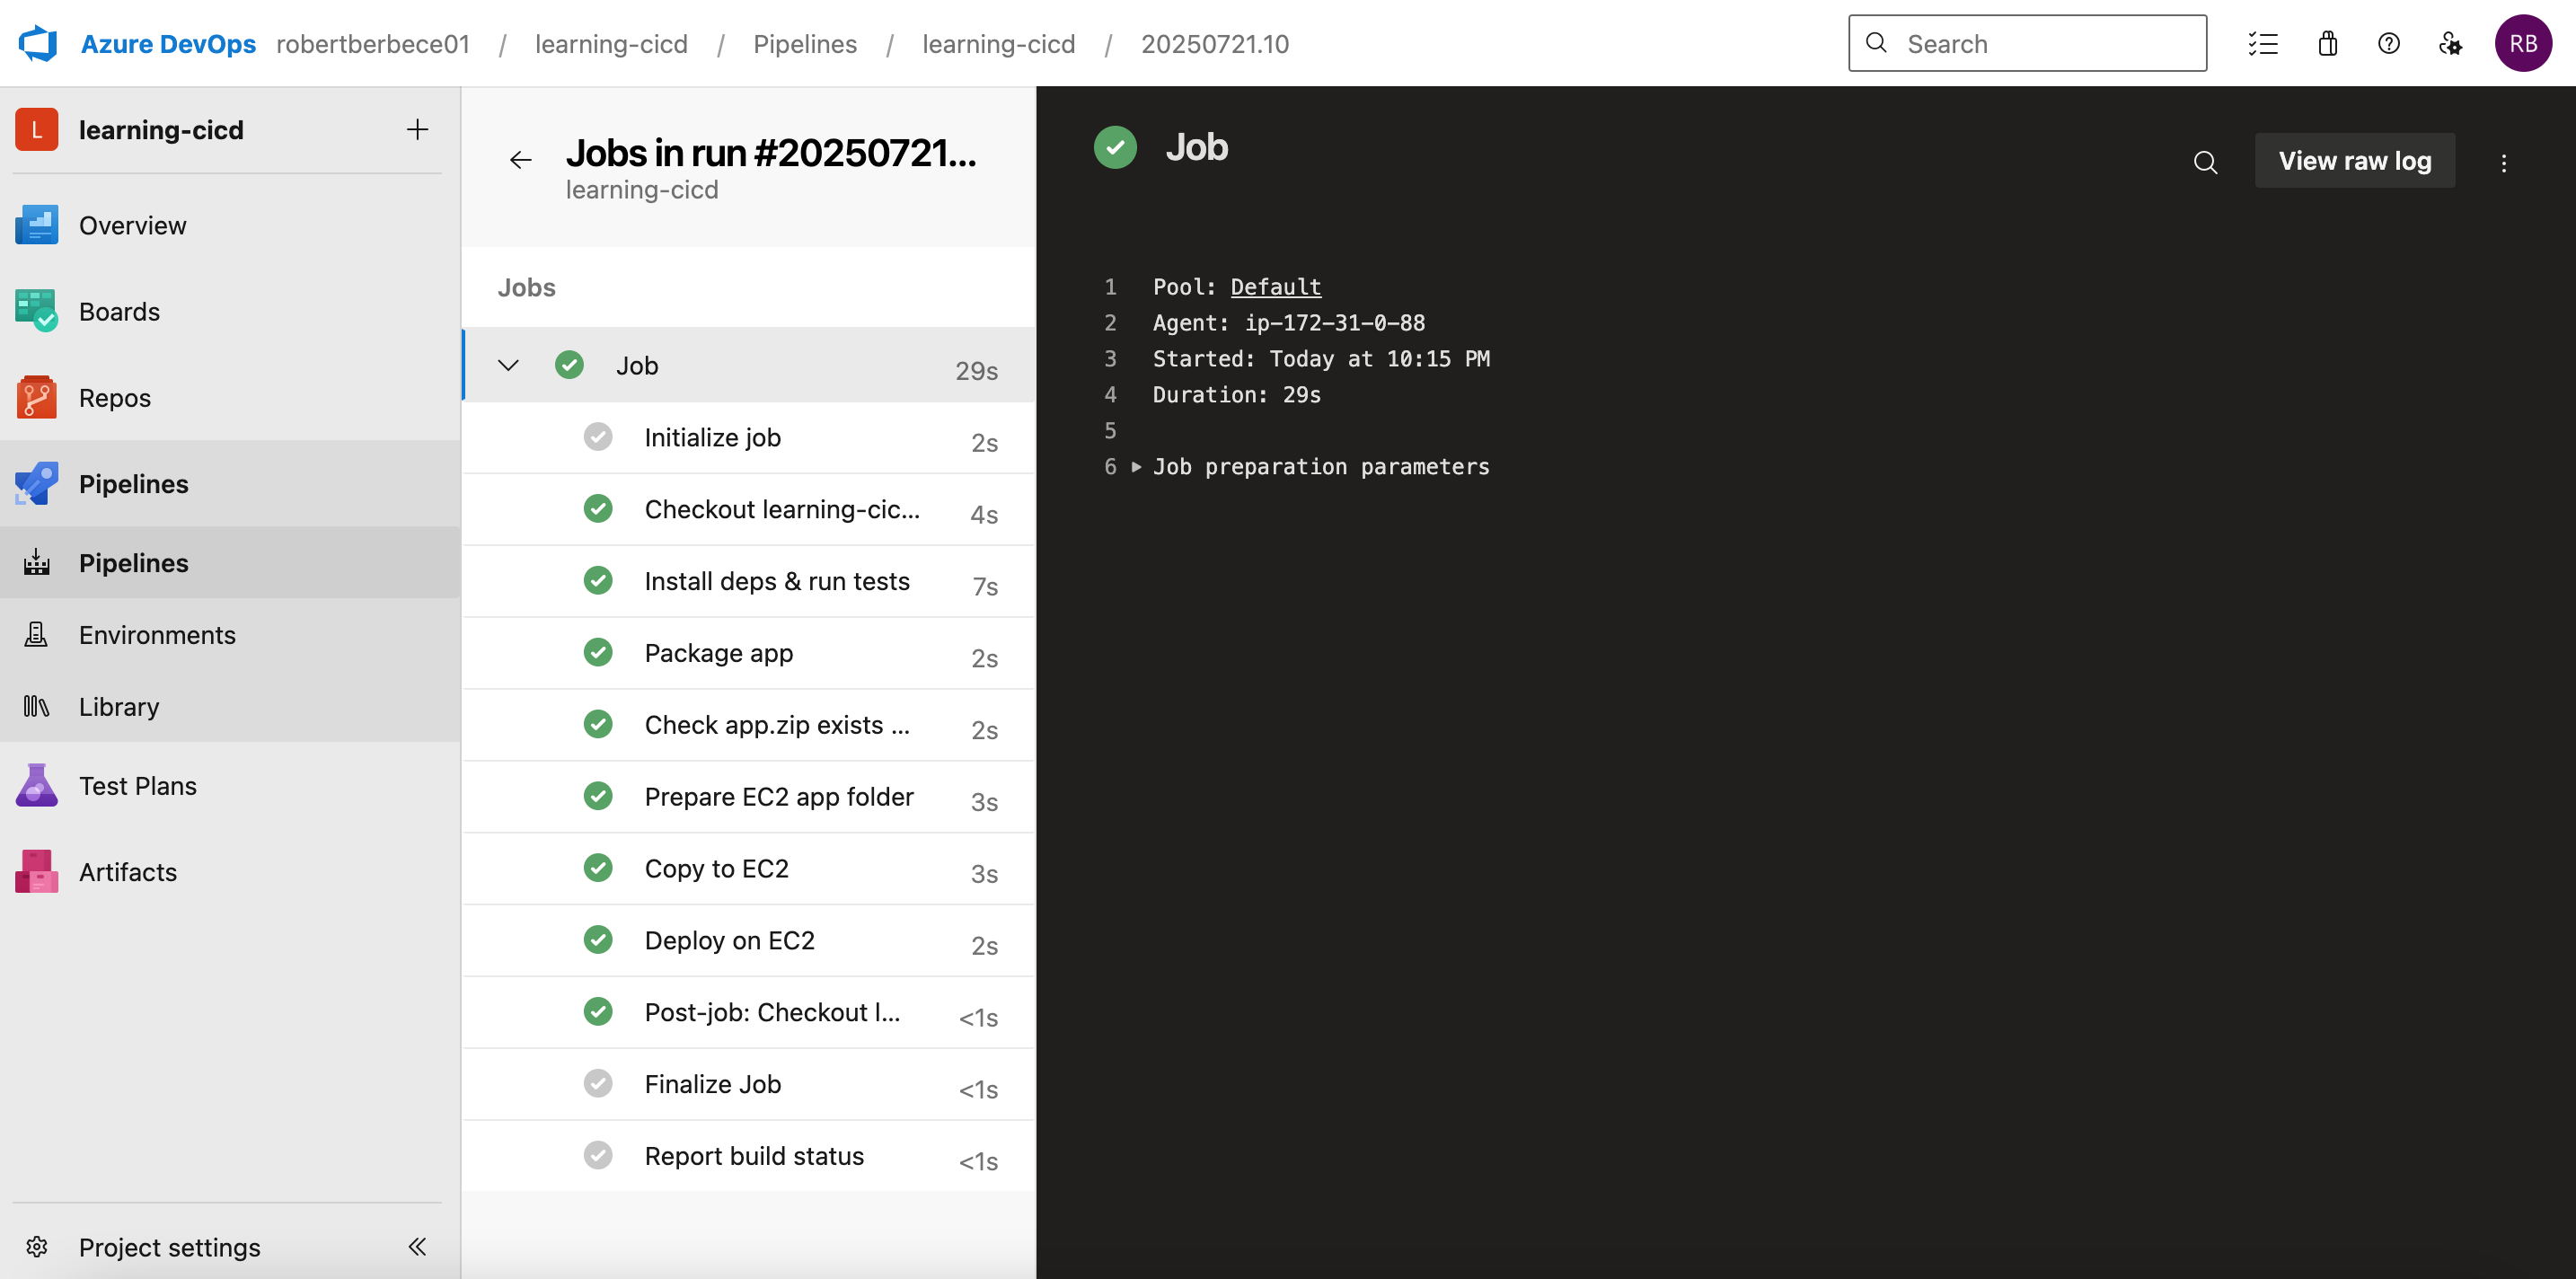 Azure DevOps robertberbece01 / learning-cicd / Pipelines / learning-cicd / 20250721.10
Search
RB
L learning-cicd
Overview
Boards
Repos
Pipelines
Pipelines
Environments
Library
Test Plans
Artifacts
Project settings
Jobs in run #20250721...
learning-cicd
Jobs
Job 29s
Initialize job 2s
Checkout learning-cic... 4s
Install deps & run tests 7s
Package app 2s
Check app.zip exists ... 2s
Prepare EC2 app folder 3s
Copy to EC2 3s
Deploy on EC2 2s
Post-job: Checkout l... <1s
Finalize Job <1s
Report build status <1s
Job
View raw log
1 Pool: Default
2 Agent: ip-172-31-0-88
3 Started: Today at 10:15 PM
4 Duration: 29s
5
6 Job preparation parameters